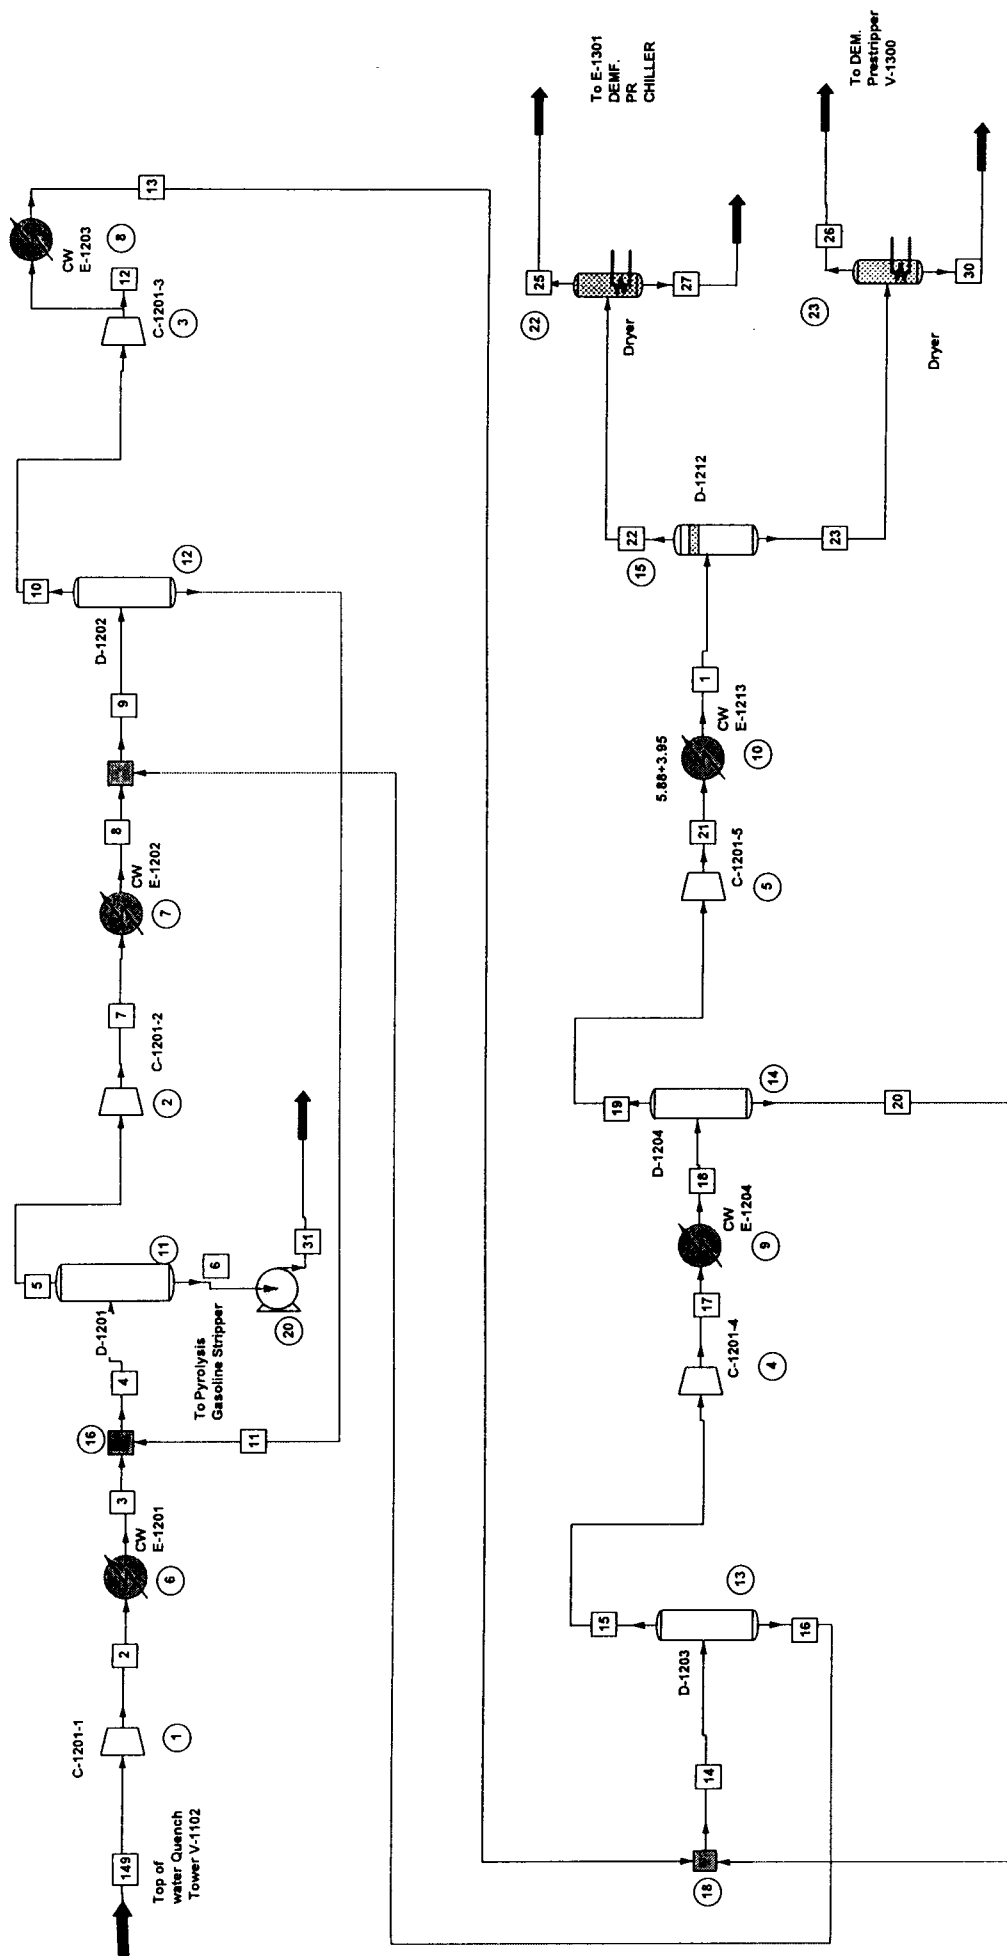 Top of
water Quench
Tower V-1102
149
C-1201-1
1
2
CW
E-1201
6
3
16
4
D-1201
5
11
6
To Pyrolysis
Gasoline Stripper
20
31
11
C-1201-2
2
7
CW
E-1202
7
8
9
D-1202
10
12
C-1201-3
3
12
CW
E-1203
8
13
18
14
D-1203
15
13
16
C-1201-4
4
17
CW
E-1204
9
18
D-1204
19
14
20
C-1201-5
5
21
5.88+3.95
CW
E-1213
10
1
D-1212
15
22
23
Dryer
22
25
27
To E-1301
DEMF.
PR
CHILLER
Dryer
23
26
30
To DEM.
Prestripper
V-1300